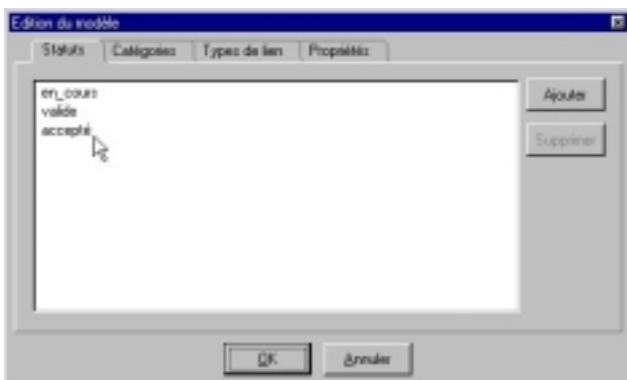 Edition du modèle
Statuts Catégories Types de lien Propriétés
en_cours
valide
accepté
Ajouter
Supprimer
OK Annuler